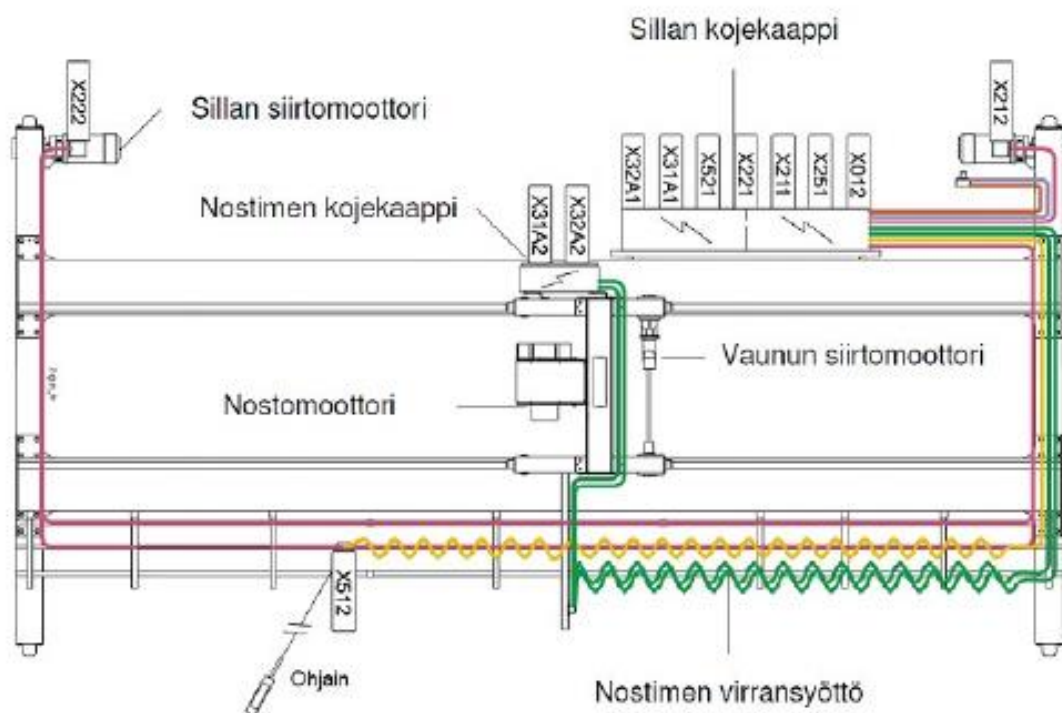 Sillan kojekaappi
X222
X212
Sillan siirtomoottori
X32A1
X31A1
X521
X221
X211
X251
X012
Nostimen kojekaappi
X31A2
X32A2
Vaunun siirtomoottori
Nostomoottori
X512
Ohjain
Nostimen virransyöttö